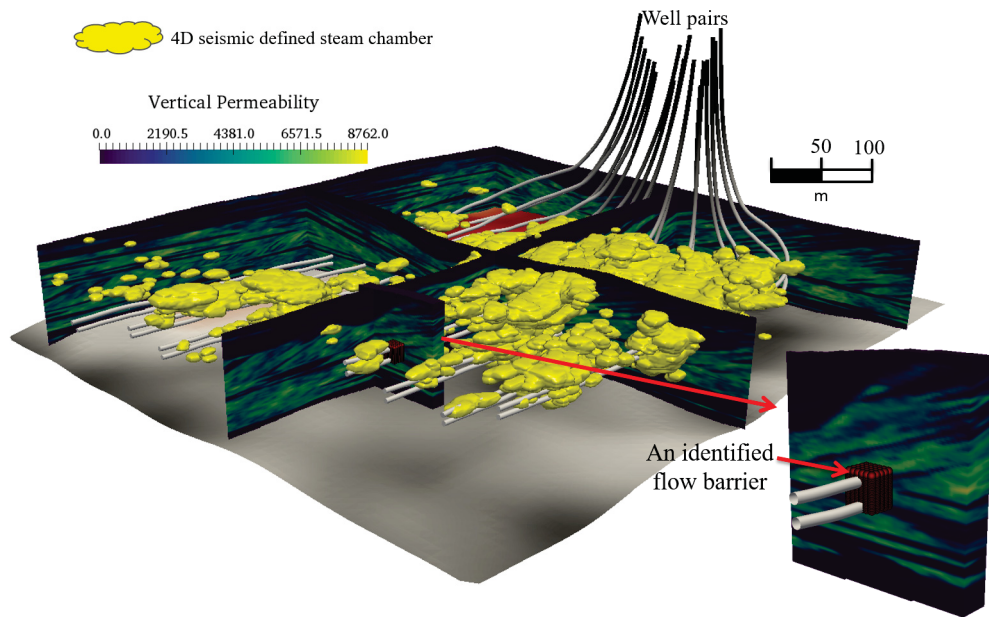 Well pairs
4D seismic defined steam chamber
Vertical Permeability
0.0 2190.5 4381.0 6571.5 8762.0
50 100
m
An identified
flow barrier